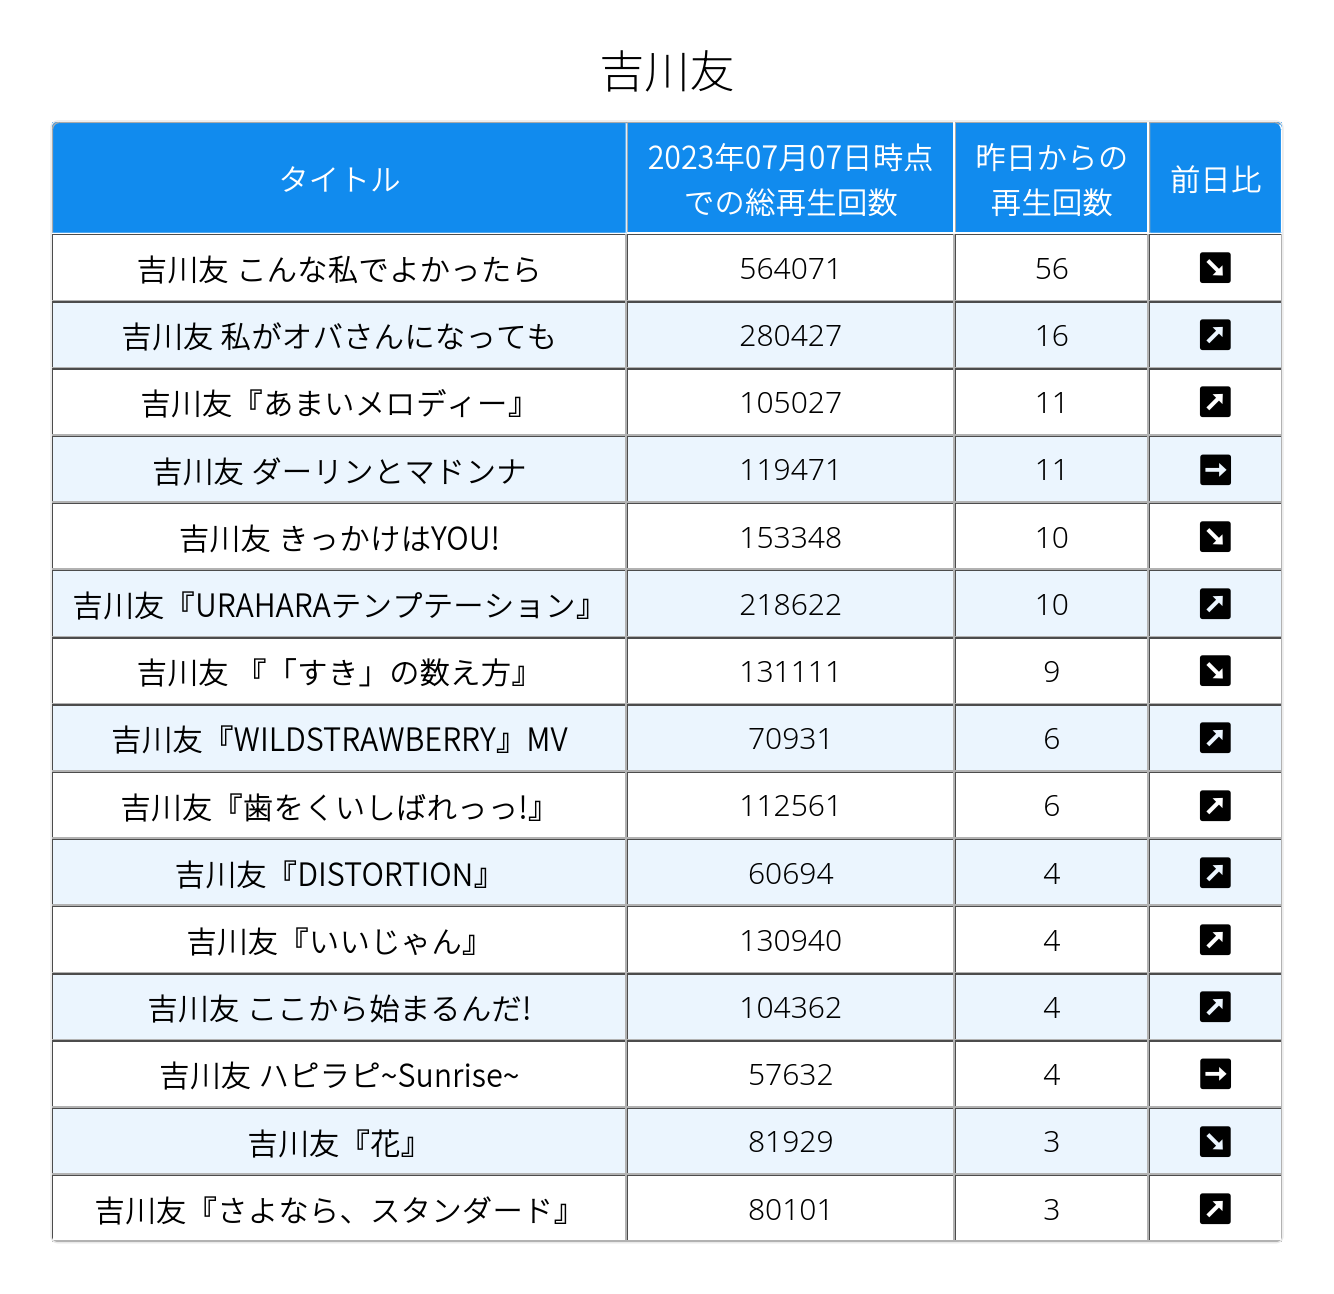 吉川友
タイトル 2023年07月07日時点 での総再生回数 昨日からの 再生回数 前日比
吉川友 こんな私でよかったら 564071 56 ↘
吉川友 私がオバさんになっても 280427 16 ↗
吉川友『あまいメロディー』 105027 11 ↗
吉川友 ダーリンとマドンナ 119471 11 →
吉川友 きっかけはYOU! 153348 10 ↘
吉川友『URAHARAテンプテーション』 218622 10 ↗
吉川友 『「すき」の数え方』 131111 9 ↘
吉川友『WILDSTRAWBERRY』MV 70931 6 ↗
吉川友『歯をくいしばれっっ!』 112561 6 ↗
吉川友『DISTORTION』 60694 4 ↗
吉川友『いいじゃん』 130940 4 ↗
吉川友 ここから始まるんだ! 104362 4 ↗
吉川友 ハピラピ~Sunrise~ 57632 4 →
吉川友『花』 81929 3 ↘
吉川友『さよなら、スタンダード』 80101 3 ↗